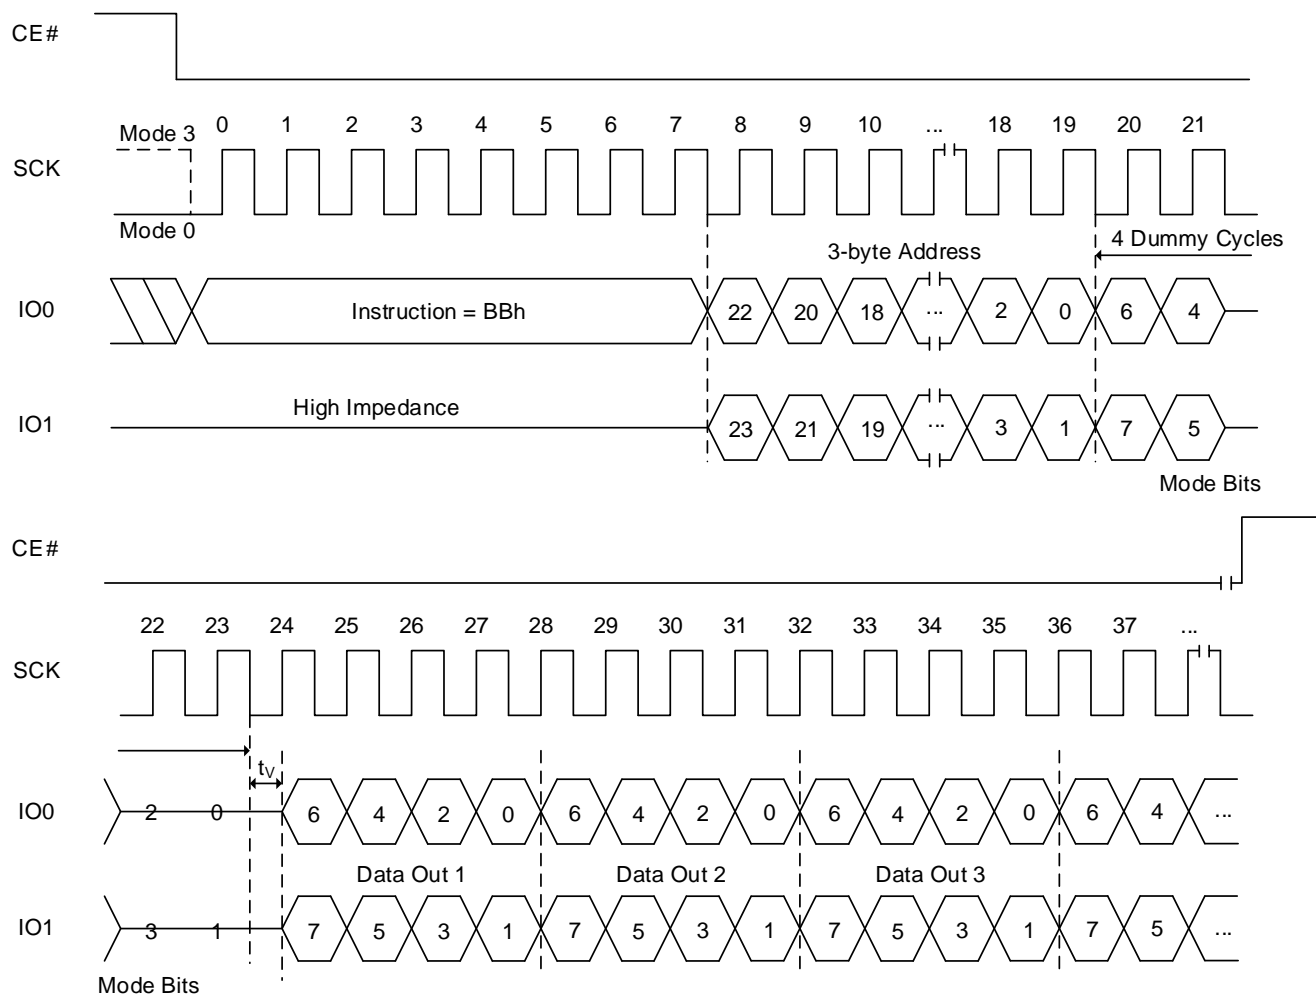 CE#
0 1 2 3 4 5 6 7 8 9 10 ... 18 19 20 21
Mode 3
SCK
Mode 0
3-byte Address
4 Dummy Cycles
IO0
Instruction = BBh
22 20 18 ... 2 0 6 4
High Impedance
IO1
23 21 19 ... 3 1 7 5
Mode Bits
CE#
22 23 24 25 26 27 28 29 30 31 32 33 34 35 36 37 ...
SCK
tV
IO0
2 0 6 4 2 0 6 4 2 0 6 4 2 0 6 4 ...
Data Out 1 Data Out 2 Data Out 3
IO1
3 1 7 5 3 1 7 5 3 1 7 5 3 1 7 5 ...
Mode Bits